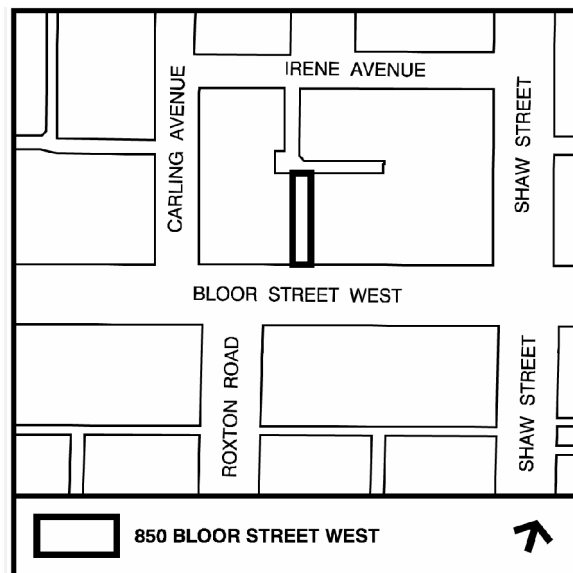 IRENE AVENUE
CARLING AVENUE
SHAW STREET
BLOOR STREET WEST
ROXTON ROAD
SHAW STREET
850 BLOOR STREET WEST